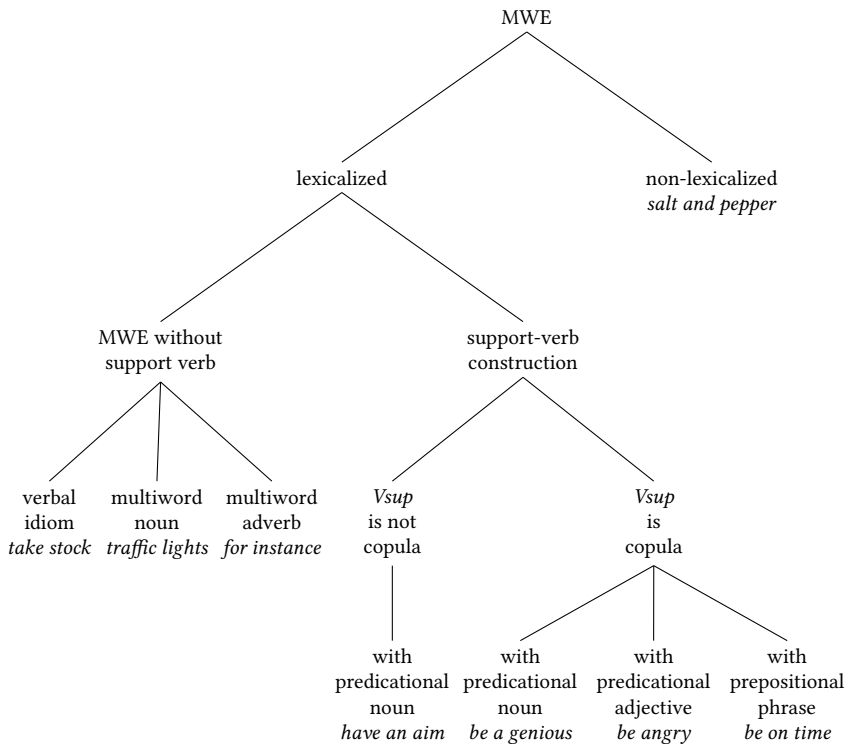 MWE
lexicalized
non-lexicalized
salt and pepper
MWE without
support verb
support-verb
construction
verbal
idiom
take stock
multiword
noun
traffic lights
multiword
adverb
for instance
Vsup
is not
copula
Vsup
is
copula
with
predicational
noun
have an aim
with
predicational
noun
be a genious
with
predicational
adjective
be angry
with
prepositional
phrase
be on time